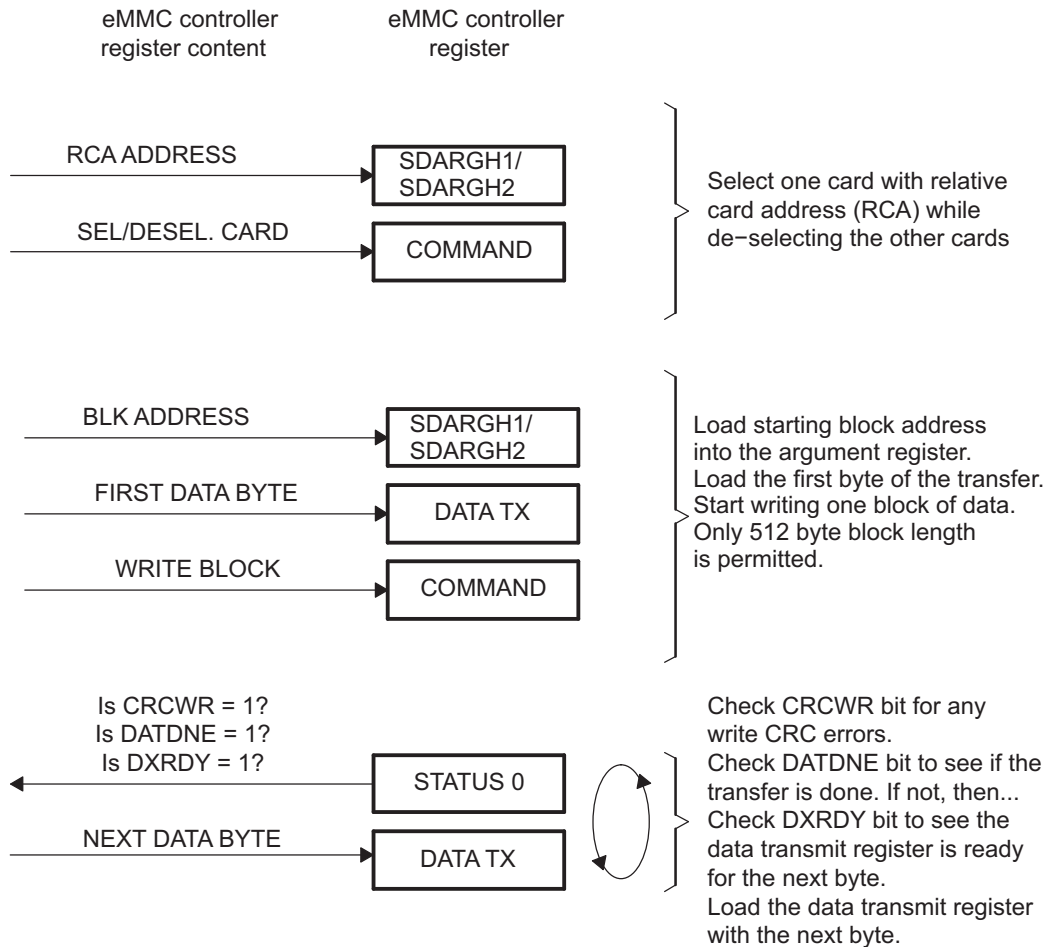 eMMC controller
register content
eMMC controller
register
RCA ADDRESS
SDARGH1/
SDARGH2
SEL/DESEL. CARD
COMMAND
Select one card with relative
card address (RCA) while
de−selecting the other cards
BLK ADDRESS
SDARGH1/
SDARGH2
FIRST DATA BYTE
DATA TX
WRITE BLOCK
COMMAND
Load starting block address
into the argument register.
Load the first byte of the transfer.
Start writing one block of data.
Only 512 byte block length
is permitted.
Is CRCWR = 1?
Is DATDNE = 1?
Is DXRDY = 1?
STATUS 0
NEXT DATA BYTE
DATA TX
Check CRCWR bit for any
write CRC errors.
Check DATDNE bit to see if the
transfer is done. If not, then...
Check DXRDY bit to see the
data transmit register is ready
for the next byte.
Load the data transmit register
with the next byte.